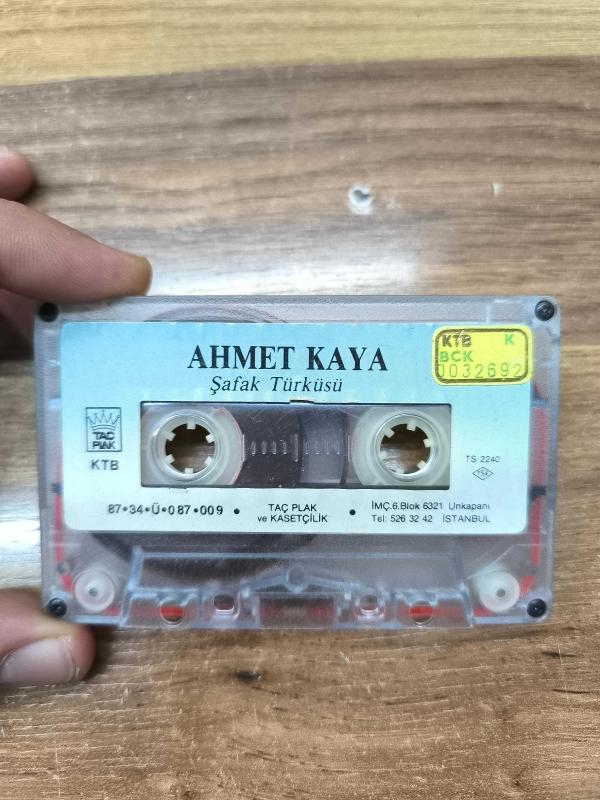 AHMET KAYA
Şafak Türküsü
KTB K
BCK
0032692
TAÇ
PLAK
KTB
TS 2240
TSE
87•34•Ü•087•009 • TAÇ PLAK ve KASETÇİLİK • İMÇ.6.Blok 6321 Unkapanı
Tel: 526 32 42 İSTANBUL